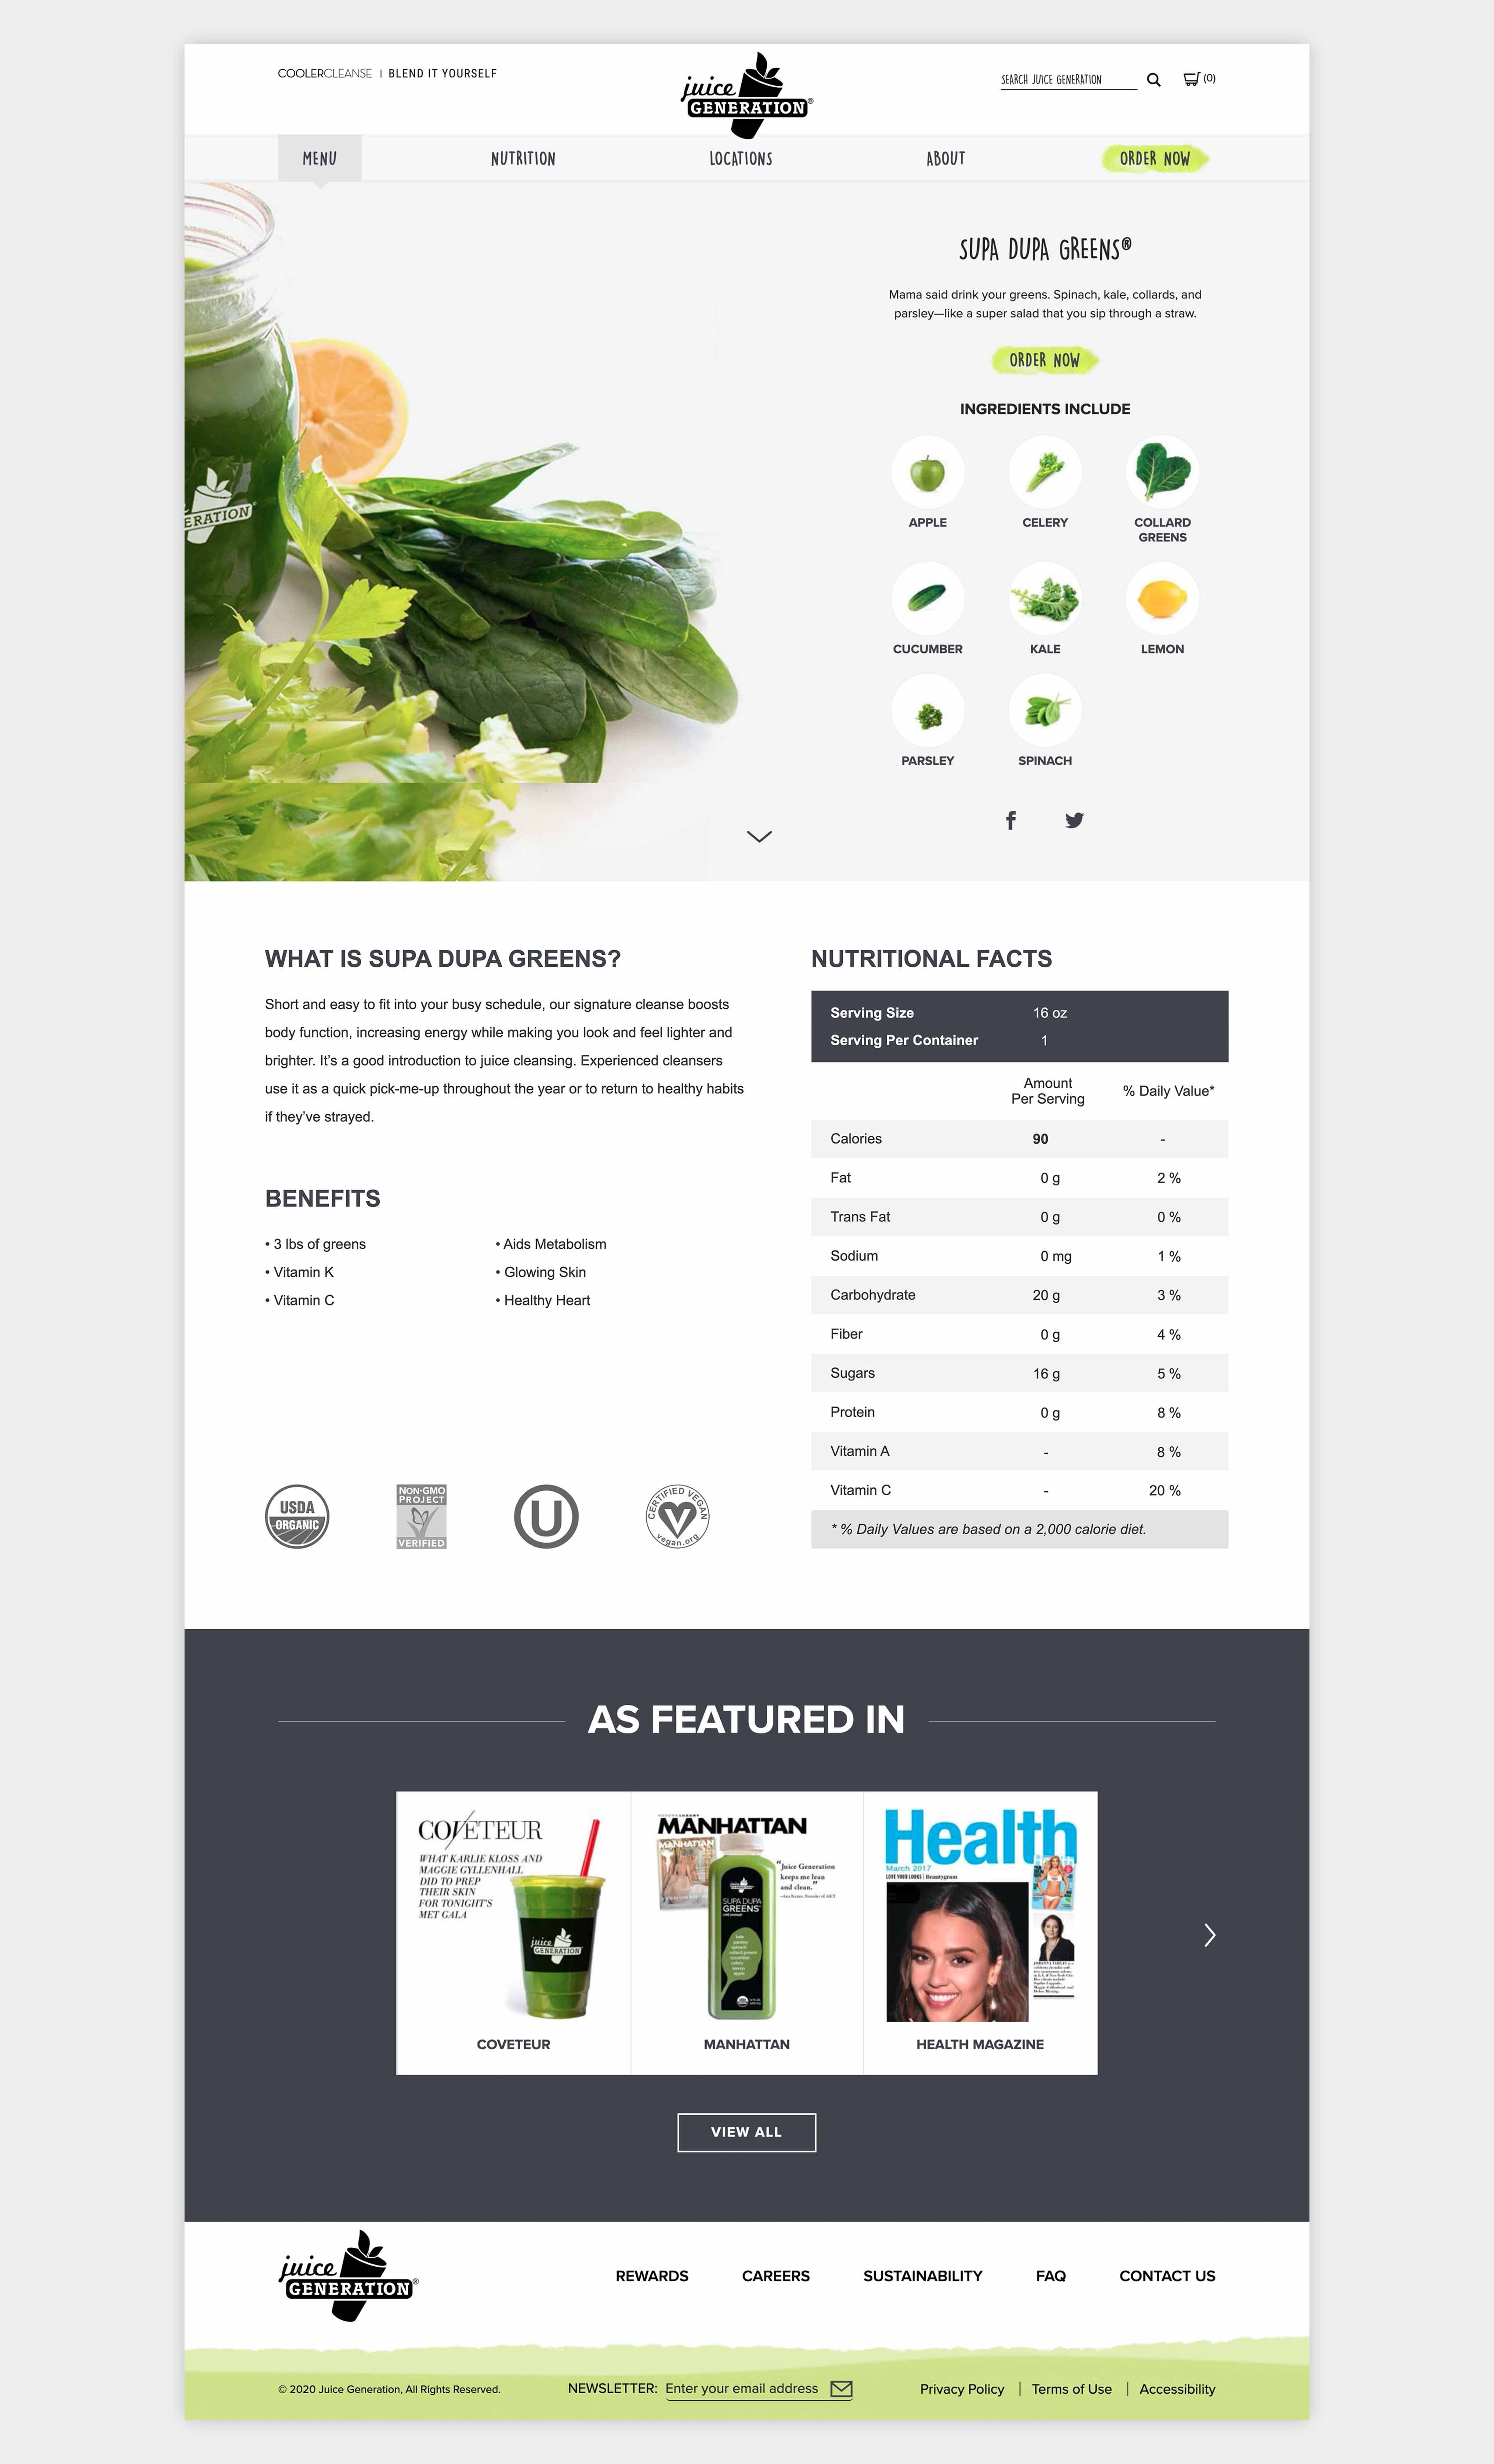 COOLERCLEANSE | BLEND IT YOURSELF
juice
GENERATION®
SEARCH JUICE GENERATION
(0)
MENU
NUTRITION
LOCATIONS
ABOUT
ORDER NOW
ERATION
SUPA DUPA GREENS®
Mama said drink your greens. Spinach, kale, collards, and
parsley—like a super salad that you sip through a straw.
ORDER NOW
INGREDIENTS INCLUDE
APPLE
CELERY
COLLARD
GREENS
CUCUMBER
KALE
LEMON
PARSLEY
SPINACH
WHAT IS SUPA DUPA GREENS?
Short and easy to fit into your busy schedule, our signature cleanse boosts
body function, increasing energy while making you look and feel lighter and
brighter. It’s a good introduction to juice cleansing. Experienced cleansers
use it as a quick pick-me-up throughout the year or to return to healthy habits
if they’ve strayed.
BENEFITS
• 3 lbs of greens
• Vitamin K
• Vitamin C
• Aids Metabolism
• Glowing Skin
• Healthy Heart
USDA
ORGANIC
NON-GMO
PROJECT
VERIFIED
U
CERTIFIED VEGAN
V
vegan.org
NUTRITIONAL FACTS
Serving Size 16 oz
Serving Per Container 1
Amount
Per Serving
% Daily Value*
Calories 90 -
Fat 0 g 2 %
Trans Fat 0 g 0 %
Sodium 0 mg 1 %
Carbohydrate 20 g 3 %
Fiber 0 g 4 %
Sugars 16 g 5 %
Protein 0 g 8 %
Vitamin A - 8 %
Vitamin C - 20 %
* % Daily Values are based on a 2,000 calorie diet.
AS FEATURED IN
COVETEUR
WHAT KARLIE KLOSS AND
MAGGIE GYLLENHALL
DID TO PREP
THEIR SKIN
FOR TONIGHT'S
MET GALA
juice
GENERATION
COVETEUR
MANHATTAN
MANHATTAN
“Juice Generation
keeps me lean
and clean.”
SUPA DUPA
GREENS
MANHATTAN
Health
March 2017
LOVE YOUR LOOKS | Beautygram
HEALTH MAGAZINE
VIEW ALL
juice
GENERATION®
REWARDS
CAREERS
SUSTAINABILITY
FAQ
CONTACT US
© 2020 Juice Generation, All Rights Reserved.
NEWSLETTER: Enter your email address
Privacy Policy | Terms of Use | Accessibility